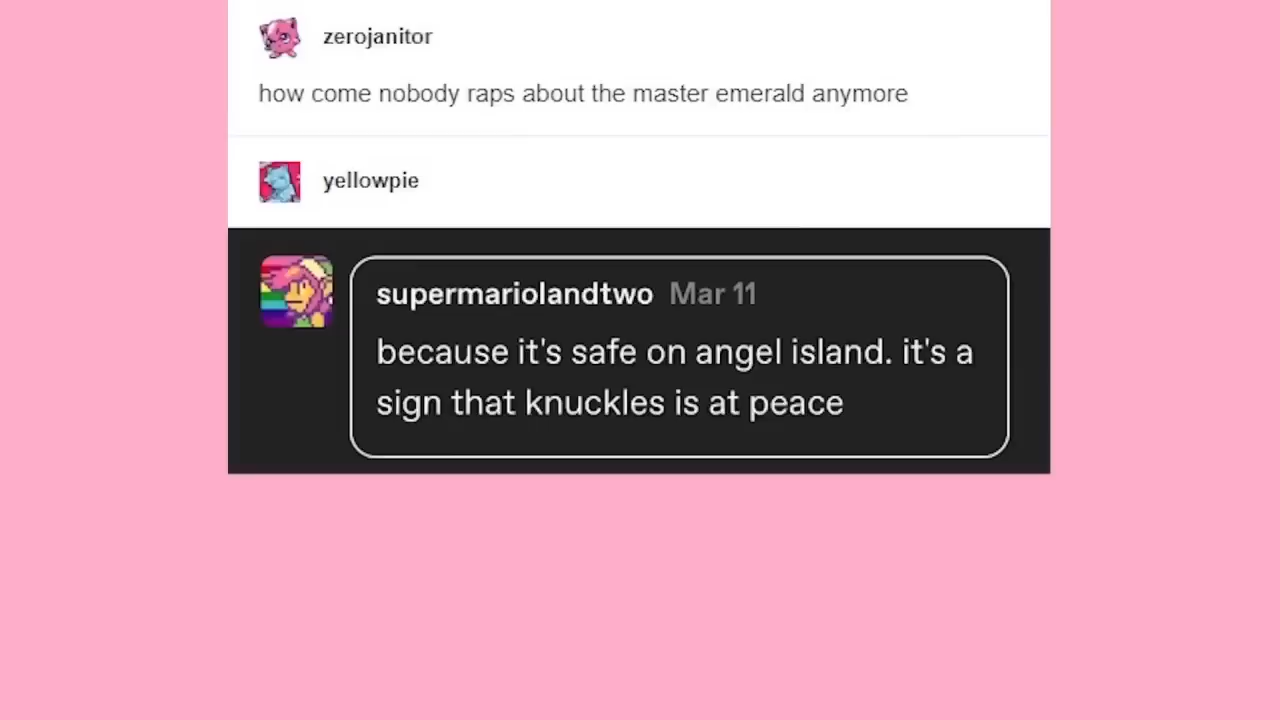 zerojanitor
how come nobody raps about the master emerald anymore
yellowpie
supermariolandtwo Mar 11
because it's safe on angel island. it's a
sign that knuckles is at peace